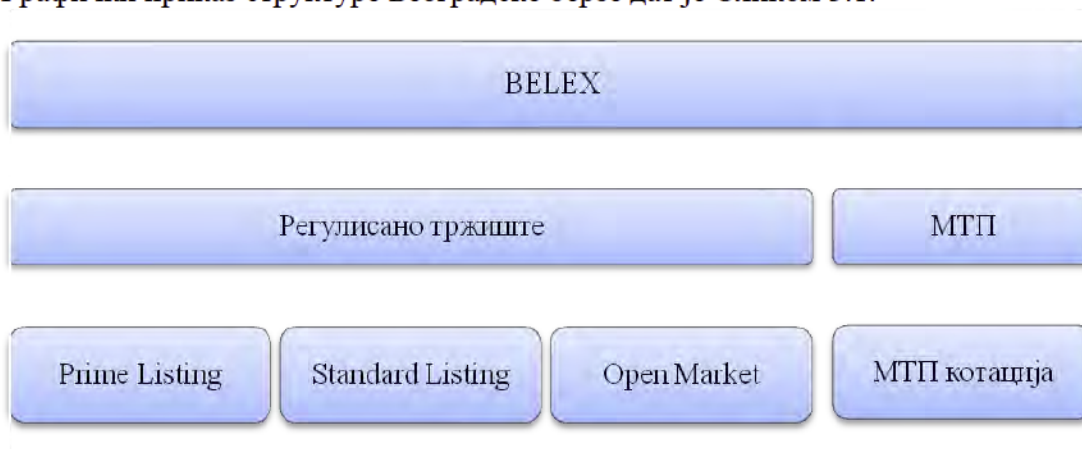 BELEX
Регулисано тржиште
МТП
Prime Listing
Standard Listing
Open Market
МТП котација